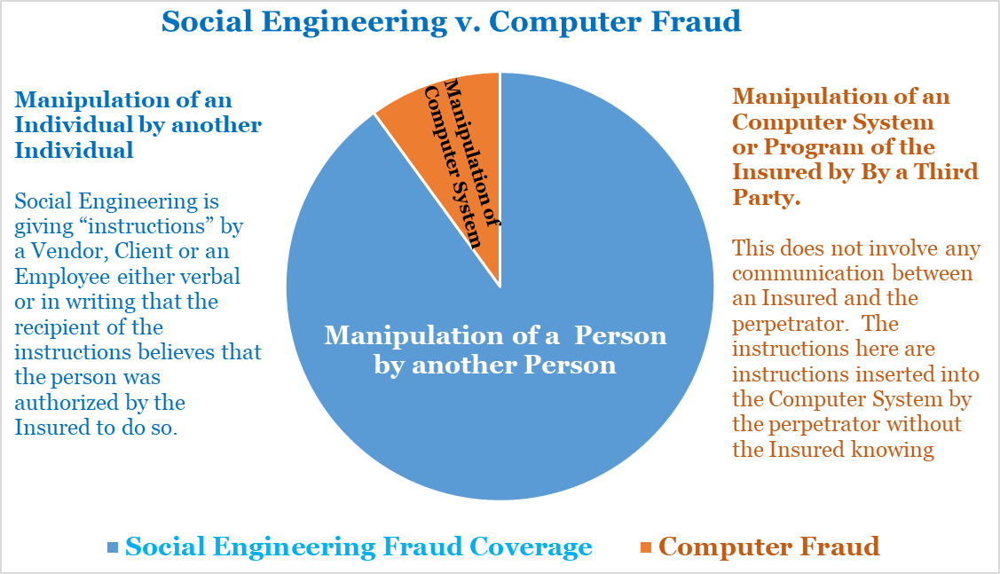 Social Engineering v. Computer Fraud
Manipulation of an
Individual by another
Individual
Social Engineering is
giving “instructions” by
a Vendor, Client or an
Employee either verbal
or in writing that the
recipient of the
instructions believes that
the person was
authorized by the
Insured to do so.
Manipulation of
Computer System
Manipulation of a  Person
by another Person
Manipulation of an
Computer System
or Program of the
Insured by By a Third
Party.
This does not involve any
communication between
an Insured and the
perpetrator.  The
instructions here are
instructions inserted into
the Computer System by
the perpetrator without
the Insured knowing
Social Engineering Fraud Coverage
Computer Fraud